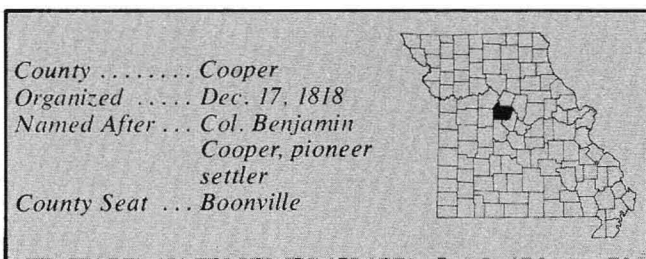 County ........ Cooper
Organized ..... Dec. 17, 1818
Named After ... Col. Benjamin
Cooper, pioneer
settler
County Seat ... Boonville